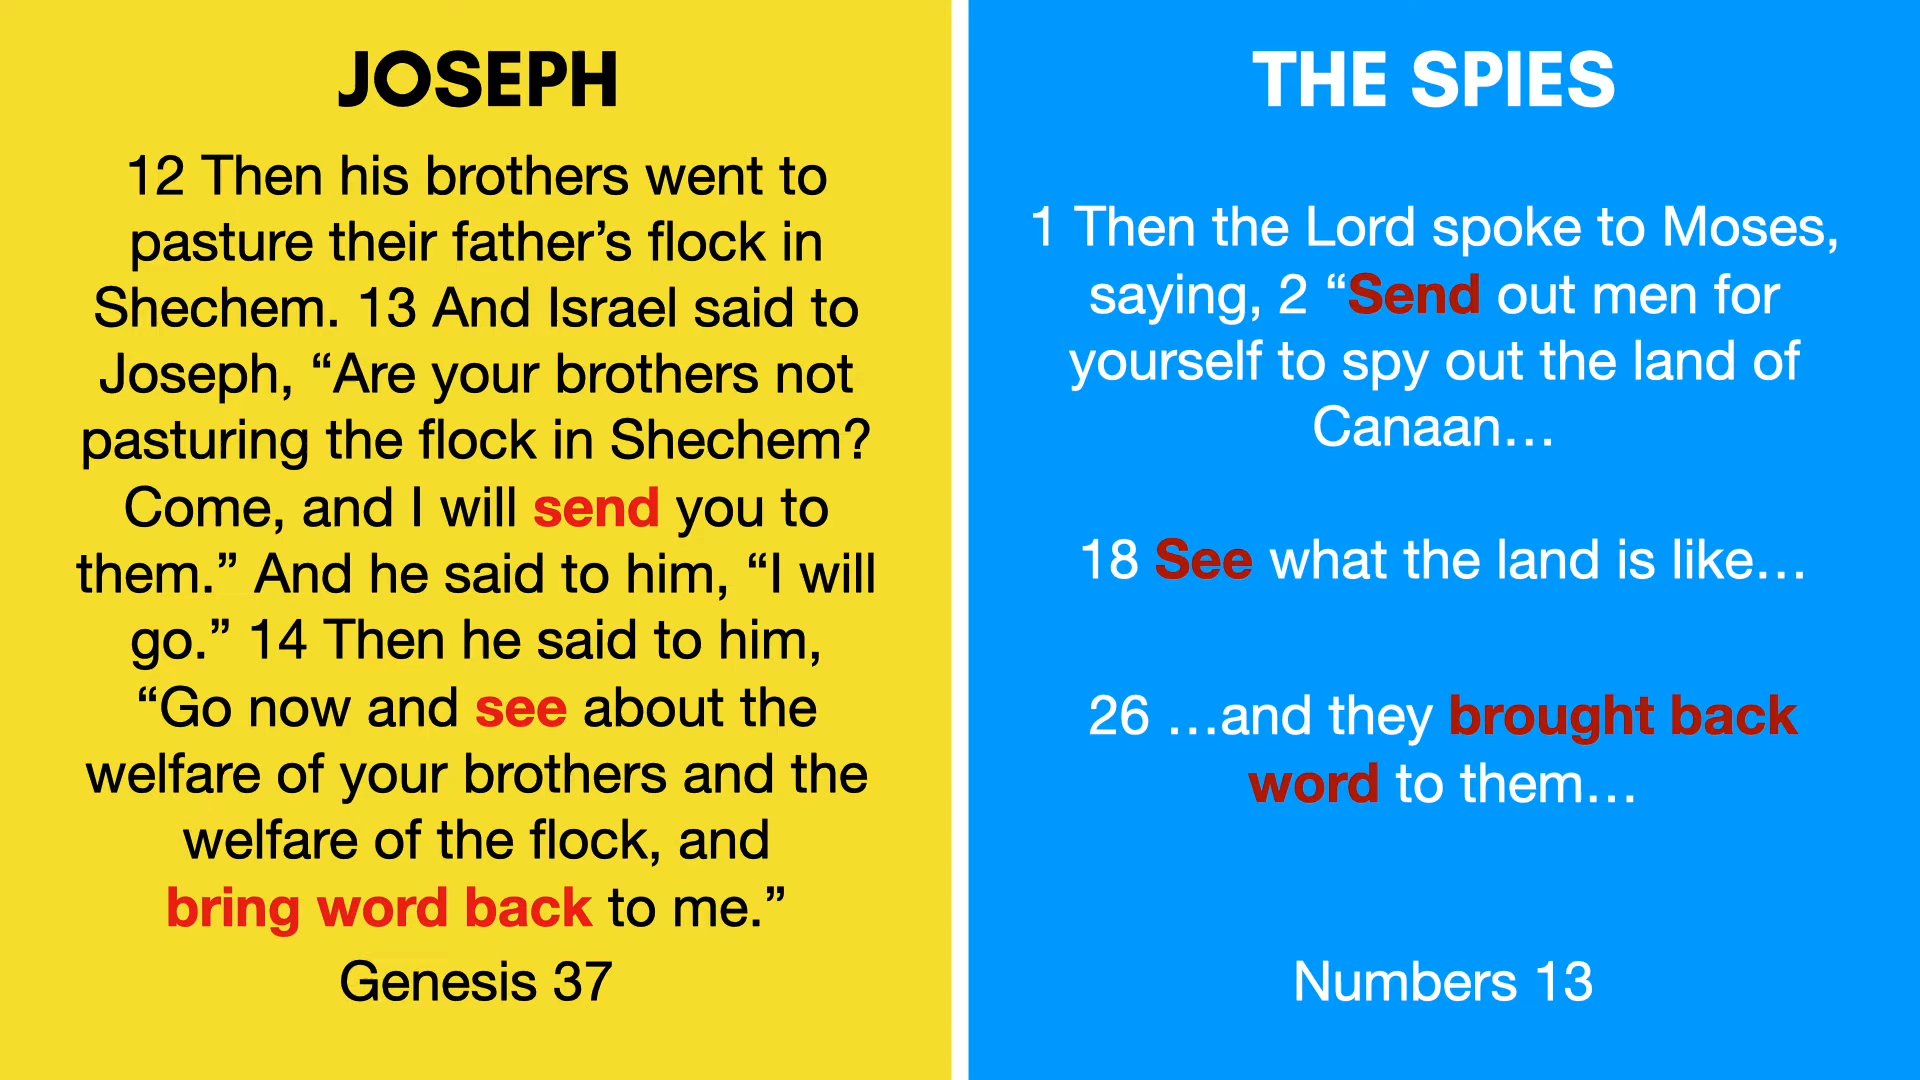 JOSEPH
12 Then his brothers went to
pasture their father’s flock in
Shechem. 13 And Israel said to
Joseph, “Are your brothers not
pasturing the flock in Shechem?
Come, and I will send you to
them.” And he said to him, “I will
go.” 14 Then he said to him,
“Go now and see about the
welfare of your brothers and the
welfare of the flock, and
bring word back to me.”
Genesis 37
THE SPIES
1 Then the Lord spoke to Moses,
saying, 2 “Send out men for
yourself to spy out the land of
Canaan…
18 See what the land is like…
26 …and they brought back
word to them…
Numbers 13